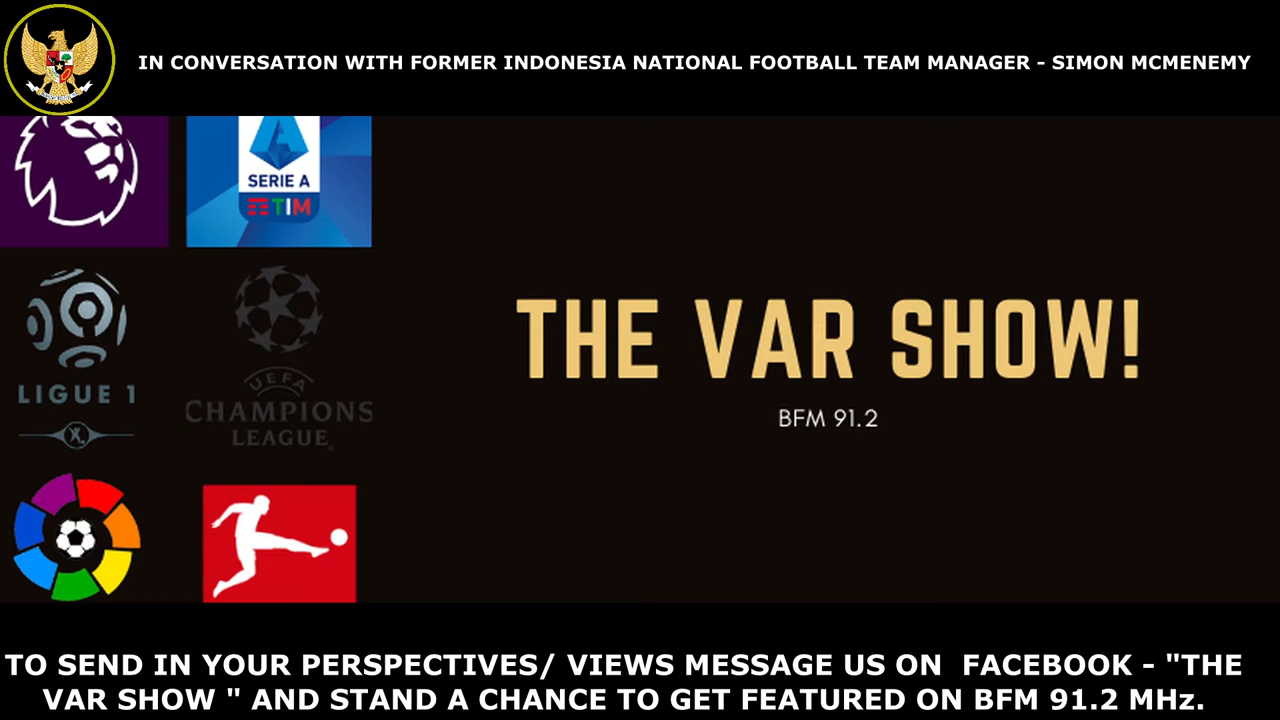 IN CONVERSATION WITH FORMER INDONESIA NATIONAL FOOTBALL TEAM MANAGER - SIMON MCMENEMY
SERIE A
TIM
LIGUE 1
UEFA
CHAMPIONS
LEAGUE
THE VAR SHOW!
BFM 91.2
TO SEND IN YOUR PERSPECTIVES/ VIEWS MESSAGE US ON FACEBOOK - "THE
VAR SHOW " AND STAND A CHANCE TO GET FEATURED ON BFM 91.2 MHz.